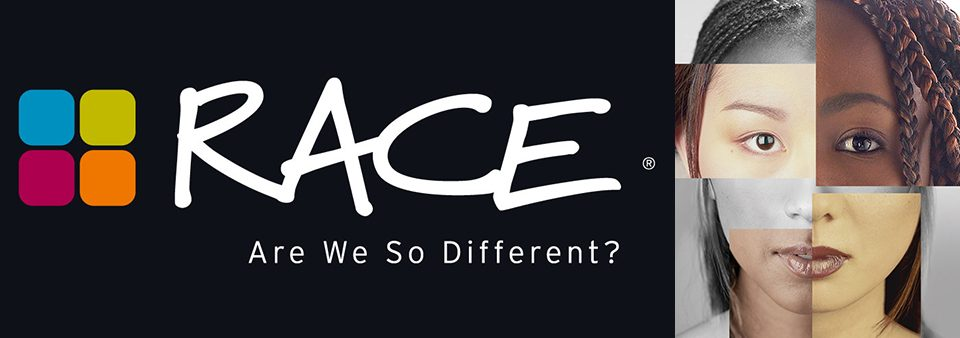 RACE ®
Are We So Different?